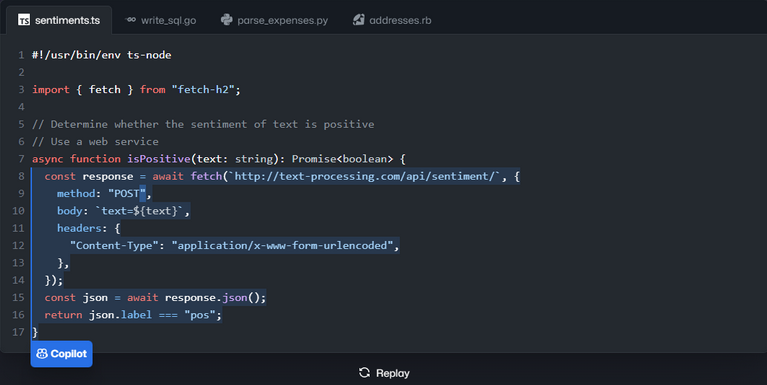 sentiments.ts write_sql.go parse_expenses.py addresses.rb
1 #!/usr/bin/env ts-node
2
3 import { fetch } from "fetch-h2";
4
5 // Determine whether the sentiment of text is positive
6 // Use a web service
7 async function isPositive(text: string): Promise<boolean> {
8   const response = await fetch(`http://text-processing.com/api/sentiment/`, {
9     method: "POST",
10     body: `text=${text}`,
11     headers: {
12       "Content-Type": "application/x-www-form-urlencoded",
13     },
14   });
15   const json = await response.json();
16   return json.label === "pos";
17 }
Copilot
Replay